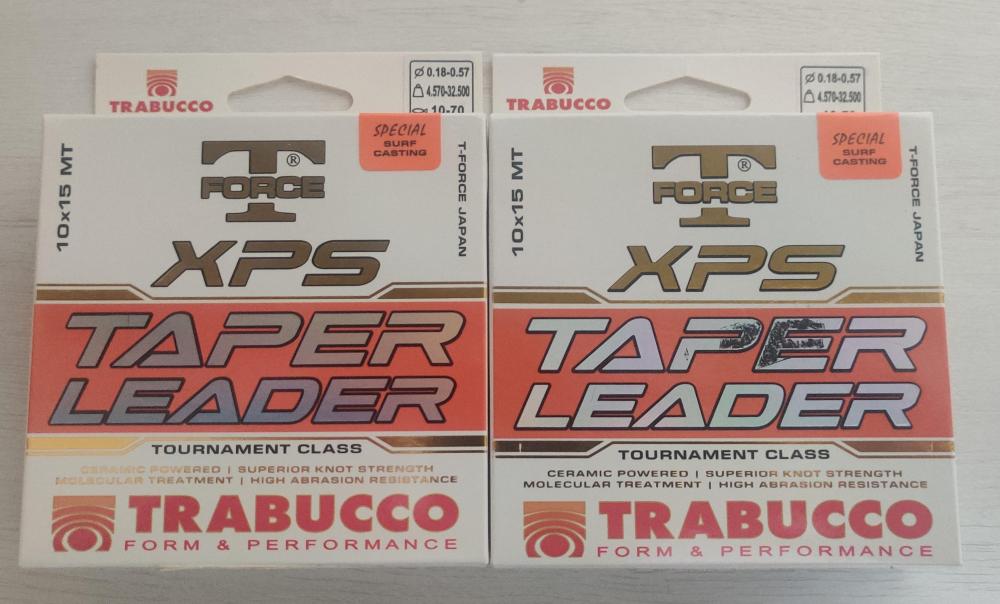 TRABUCCO
Ø 0.18-0.57
4.570-32.500
10-70
10x15 MT
T ®
FORCE
SPECIAL
SURF
CASTING
T-FORCE JAPAN
XPS
TAPER
LEADER
TOURNAMENT CLASS
CERAMIC POWERED | SUPERIOR KNOT STRENGTH
MOLECULAR TREATMENT | HIGH ABRASION RESISTANCE
TRABUCCO
FORM & PERFORMANCE
TRABUCCO
Ø 0.18-0.57
4.570-32.500
10x15 MT
T ®
FORCE
SPECIAL
SURF
CASTING
T-FORCE JAPAN
XPS
TAPER
LEADER
TOURNAMENT CLASS
CERAMIC POWERED | SUPERIOR KNOT STRENGTH
MOLECULAR TREATMENT | HIGH ABRASION RESISTANCE
TRABUCCO
FORM & PERFORMANCE